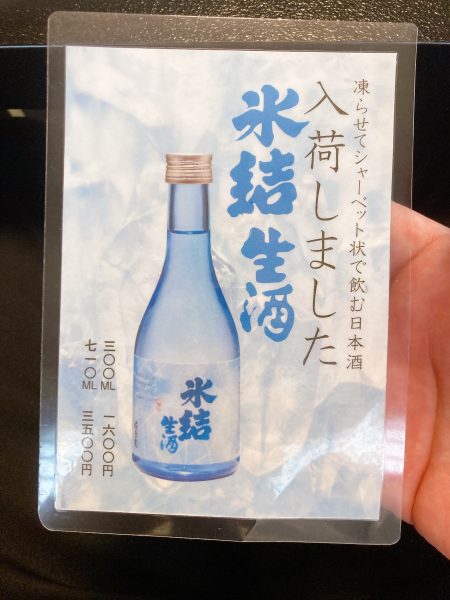 凍らせてシャーベット状で飲む日本酒
入荷しました
氷結
生酒
三〇〇ML 一六〇〇円
七一〇ML 三五〇〇円
氷結
生酒